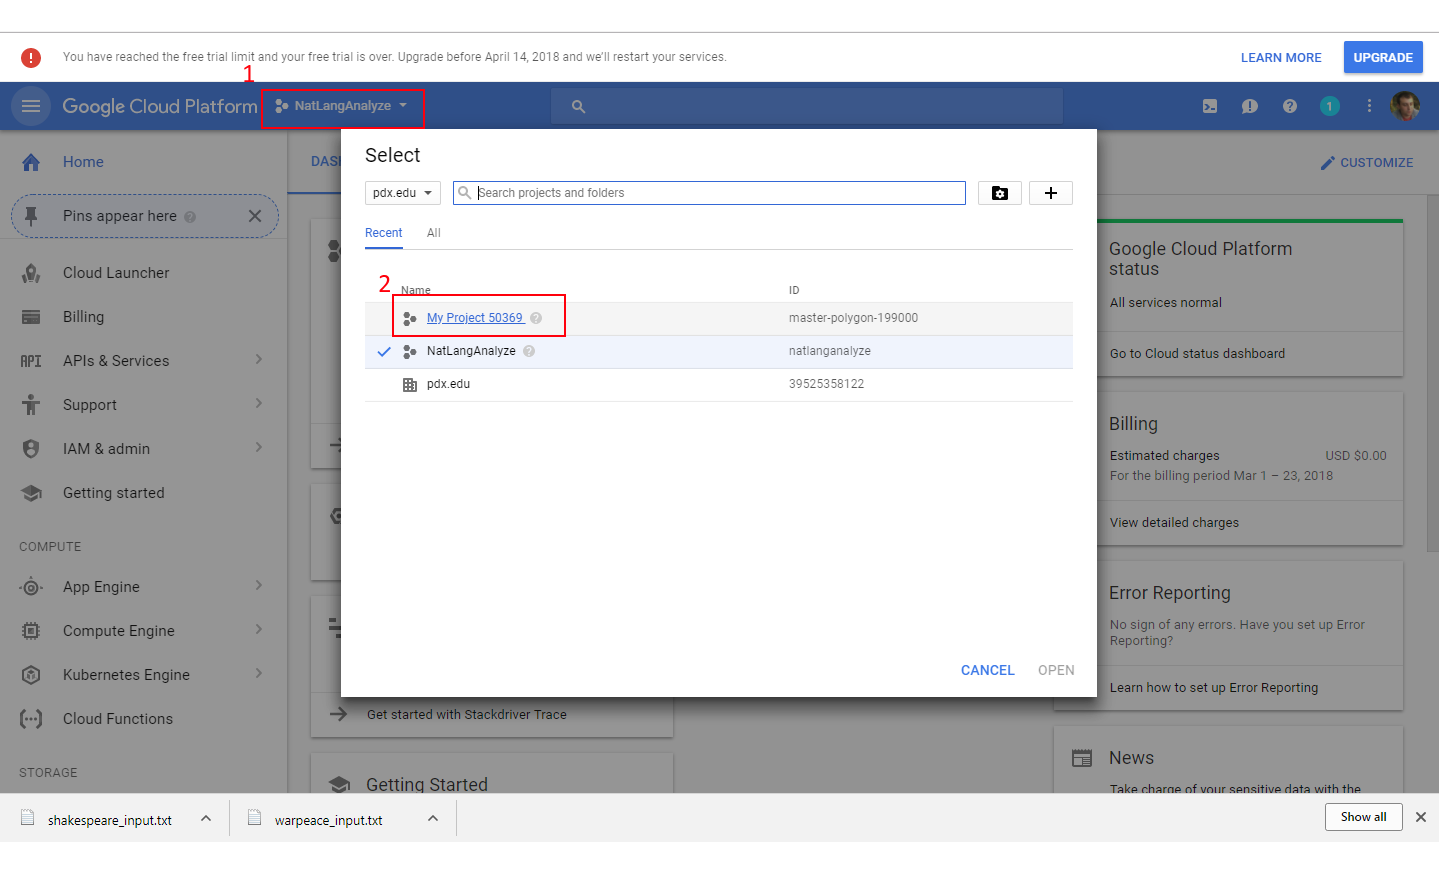 You have reached the free trial limit and your free trial is over. Upgrade before April 14, 2018 and we'll restart your services.
LEARN MORE
UPGRADE
1
Google Cloud Platform
NatLangAnalyze
1
Home
DAS
CUSTOMIZE
Pins appear here
Cloud Launcher
Billing
APIs & Services
Support
IAM & admin
Getting started
COMPUTE
App Engine
Compute Engine
Kubernetes Engine
Cloud Functions
STORAGE
Select
pdx.edu
Search projects and folders
Recent
All
2
Name
ID
My Project 50369
master-polygon-199000
NatLangAnalyze
natlanganalyze
pdx.edu
39525358122
CANCEL
OPEN
Get started with Stackdriver Trace
Getting Started
Google Cloud Platform
status
All services normal
Go to Cloud status dashboard
Billing
Estimated charges
USD $0.00
For the billing period Mar 1 – 23, 2018
View detailed charges
Error Reporting
No sign of any errors. Have you set up Error
Reporting?
Learn how to set up Error Reporting
News
Take charge of your sensitive data with the
shakespeare_input.txt
warpeace_input.txt
Show all